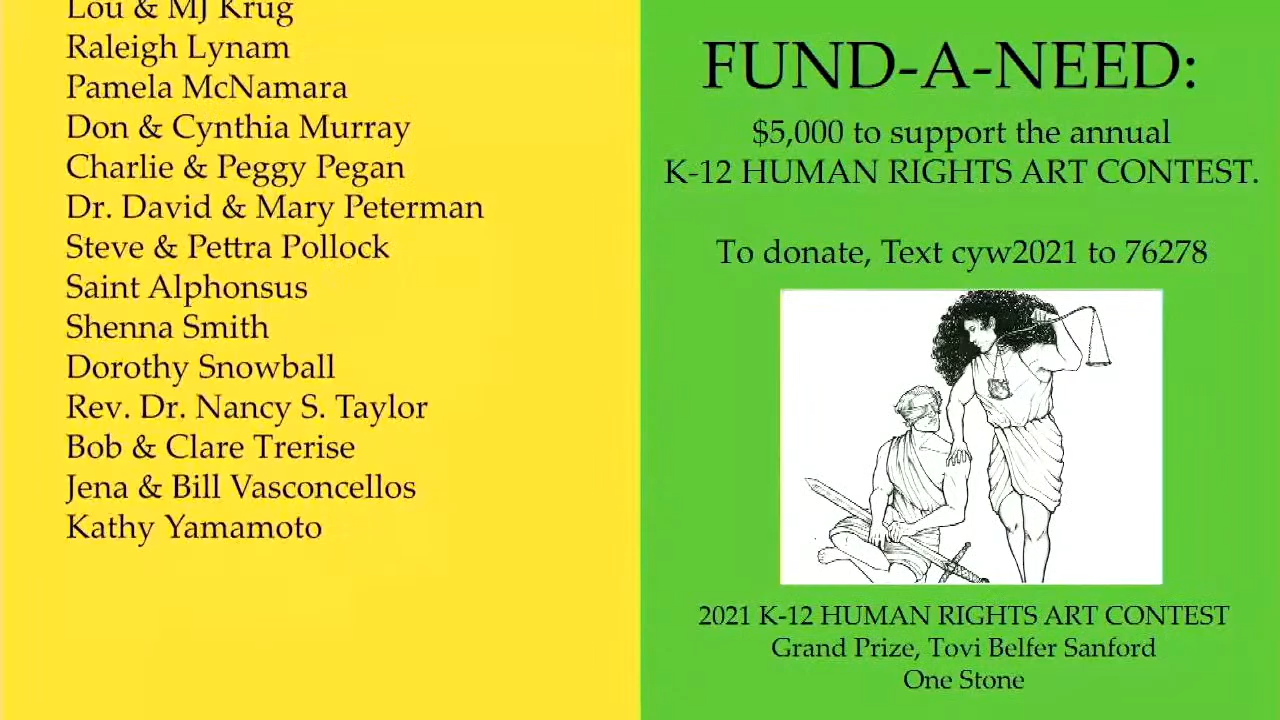 Lou & MJ Krug
Raleigh Lynam
Pamela McNamara
Don & Cynthia Murray
Charlie & Peggy Pegan
Dr. David & Mary Peterman
Steve & Pettra Pollock
Saint Alphonsus
Shenna Smith
Dorothy Snowball
Rev. Dr. Nancy S. Taylor
Bob & Clare Trerise
Jena & Bill Vasconcellos
Kathy Yamamoto
FUND-A-NEED:
$5,000 to support the annual
K-12 HUMAN RIGHTS ART CONTEST.
To donate, Text cyw2021 to 76278
2021 K-12 HUMAN RIGHTS ART CONTEST
Grand Prize, Tovi Belfer Sanford
One Stone